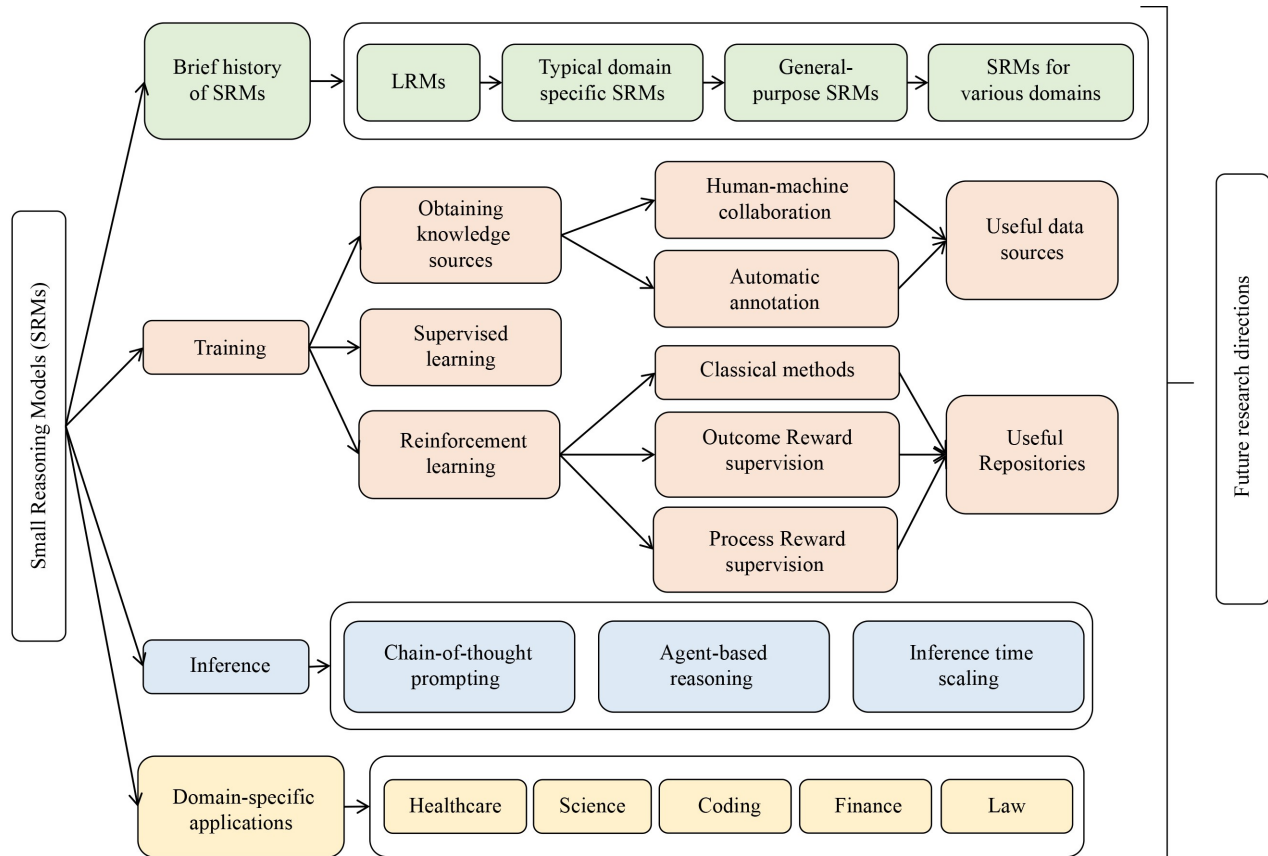 Small Reasoning Models (SRMs)
Brief history
of SRMs
LRMs
Typical domain
specific SRMs
General-
purpose SRMs
SRMs for
various domains
Training
Obtaining
knowledge
sources
Human-machine
collaboration
Automatic
annotation
Useful data
sources
Supervised
learning
Reinforcement
learning
Classical methods
Outcome Reward
supervision
Process Reward
supervision
Useful
Repositories
Inference
Chain-of-thought
prompting
Agent-based
reasoning
Inference time
scaling
Domain-specific
applications
Healthcare
Science
Coding
Finance
Law
Future research directions